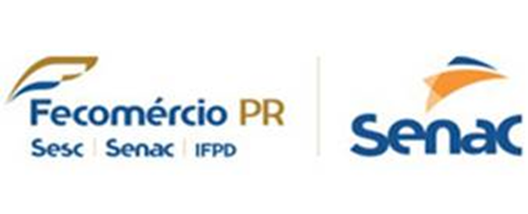 Fecomércio PR
Sesc | Senac | IFPD
Senac